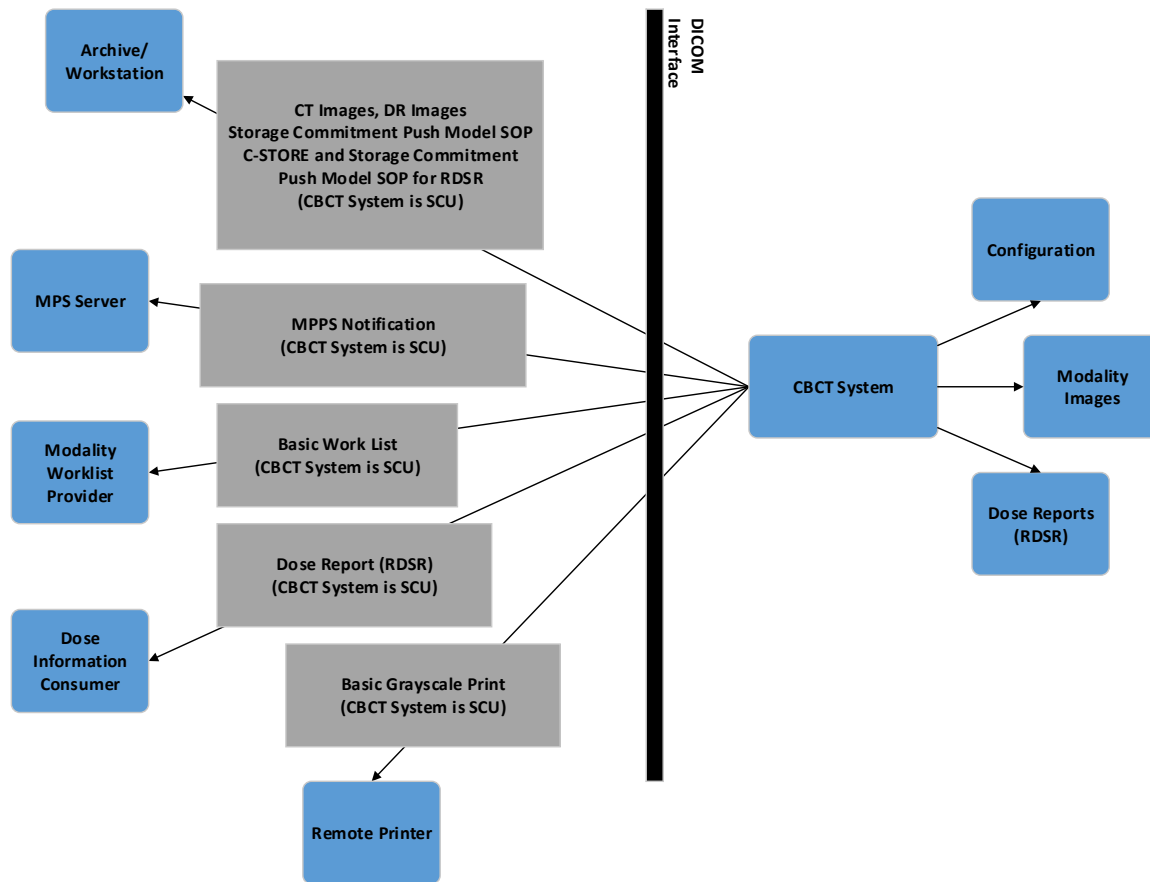 Archive/
Workstation
CT Images, DR Images
Storage Commitment Push Model SOP
C-STORE and Storage Commitment
Push Model SOP for RDSR
(CBCT System is SCU)
DICOM
Interface
Configuration
MPS Server
MPPS Notification
(CBCT System is SCU)
CBCT System
Modality
Images
Modality
Worklist
Provider
Basic Work List
(CBCT System is SCU)
Dose Reports
(RDSR)
Dose Report (RDSR)
(CBCT System is SCU)
Dose
Information
Consumer
Basic Grayscale Print
(CBCT System is SCU)
Remote Printer